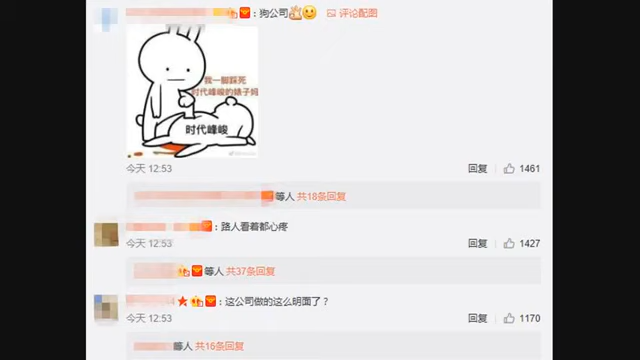 ：狗公司 评论配图
我一脚踩死
时代峰峻的婊子妈
时代峰峻
今天 12:53 回复 1461
等人 共18条回复
：路人看着都心疼
今天 12:53 回复 1427
等人 共37条回复
：这公司做的这么明面了？
今天 12:53 回复 1170
等人 共16条回复